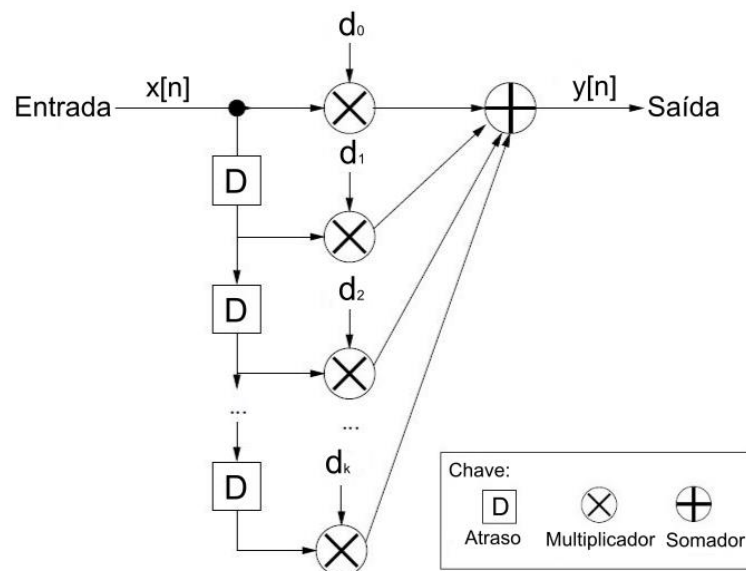 d₀
Entrada x[n] y[n] Saída
d₁
D
d₂
D
...
...
dₖ
D
Chave:
D
Atraso Multiplicador Somador